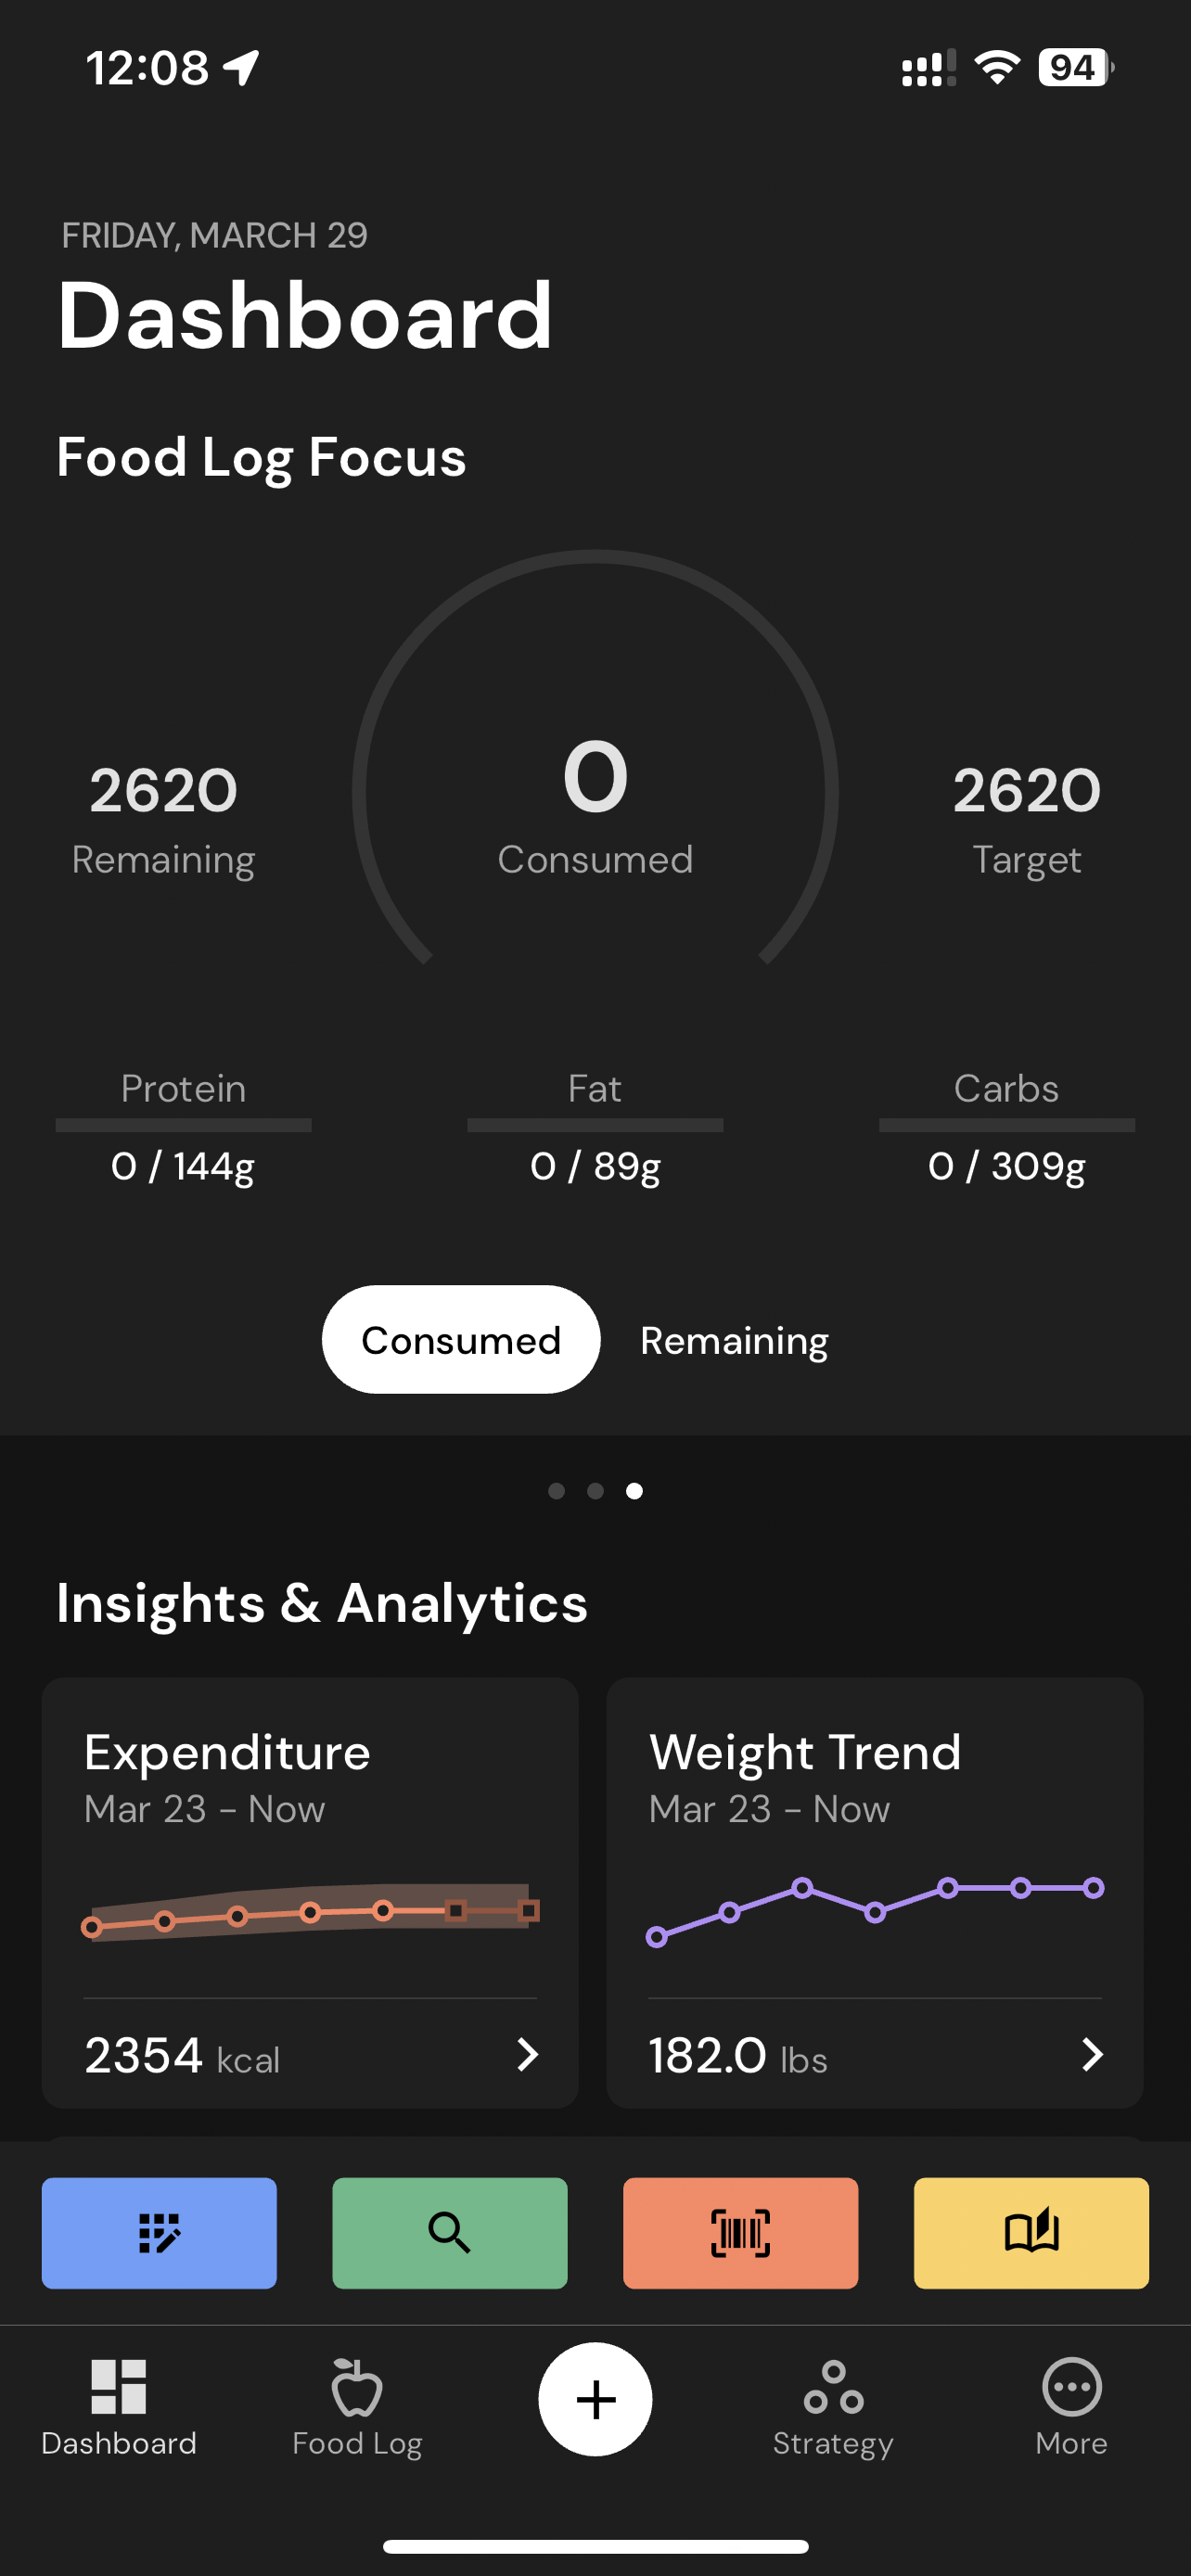 12:08
94
FRIDAY, MARCH 29
Dashboard
Food Log Focus
2620
Remaining
0
Consumed
2620
Target
Protein
0 / 144g
Fat
0 / 89g
Carbs
0 / 309g
Consumed Remaining
Insights & Analytics
Expenditure
Mar 23 – Now
2354 kcal
Weight Trend
Mar 23 – Now
182.0 lbs
Dashboard
Food Log
Strategy
More